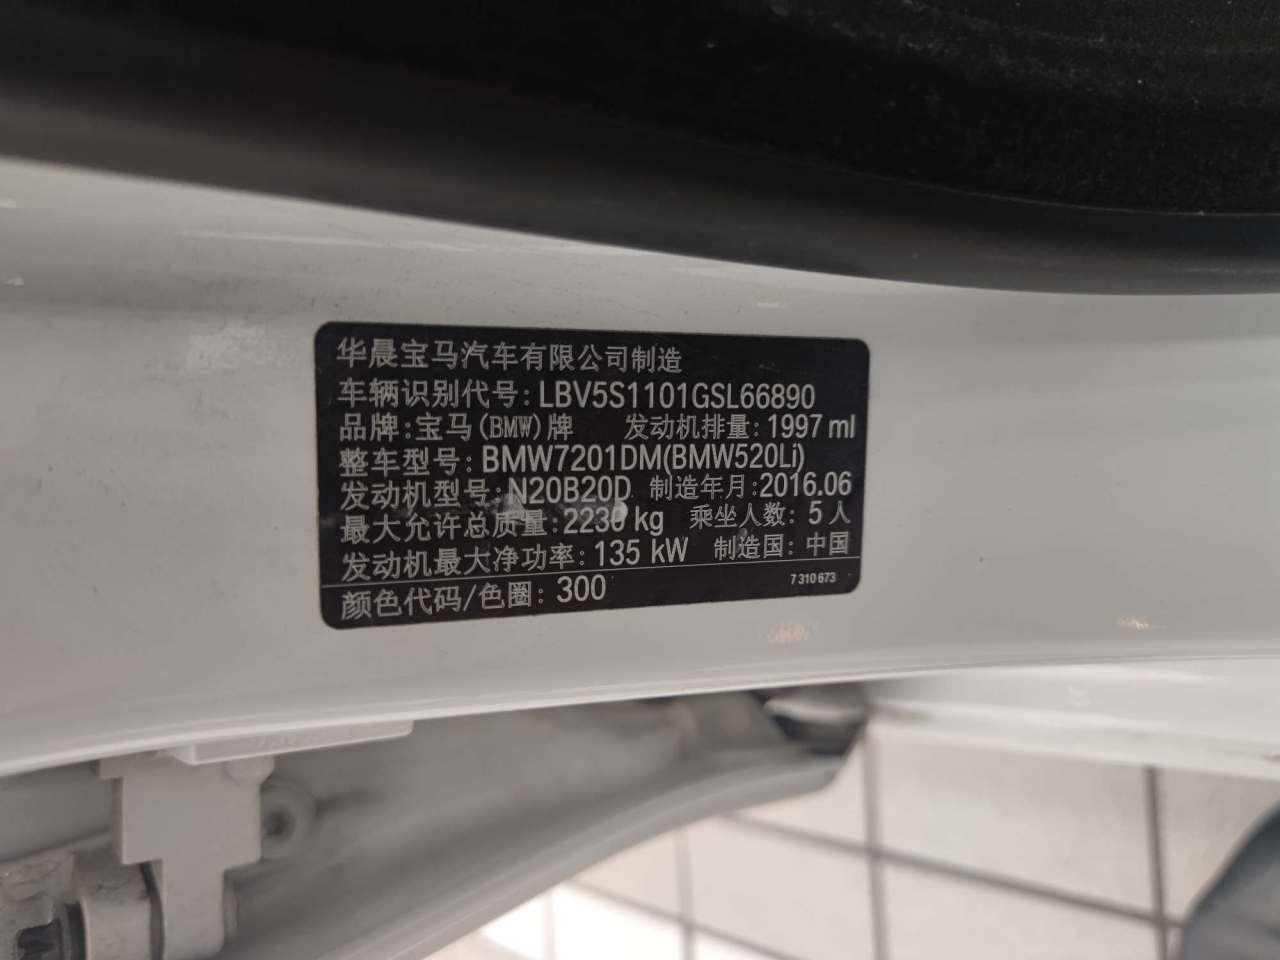 华晨宝马汽车有限公司制造
车辆识别代号: LBV5S1101GSL66890
品牌:宝马(BMW)牌 发动机排量: 1997 ml
整车型号: BMW7201DM(BMW520Li)
发动机型号: N20B20D 制造年月:2016.06
最大允许总质量:2230 kg 乘坐人数: 5人
发动机最大净功率: 135 kW 制造国: 中国
颜色代码/色圈: 300 7 310 673